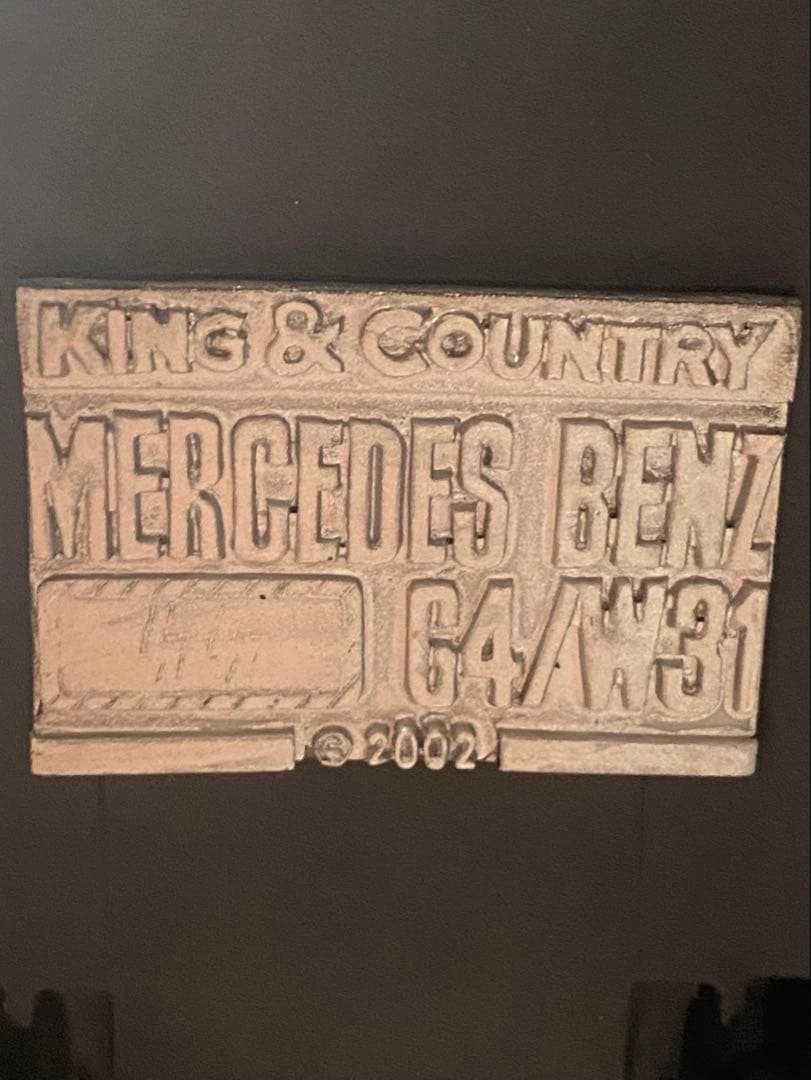 KING & COUNTRY
MERCEDES BENZ
G4/W31
© 2002